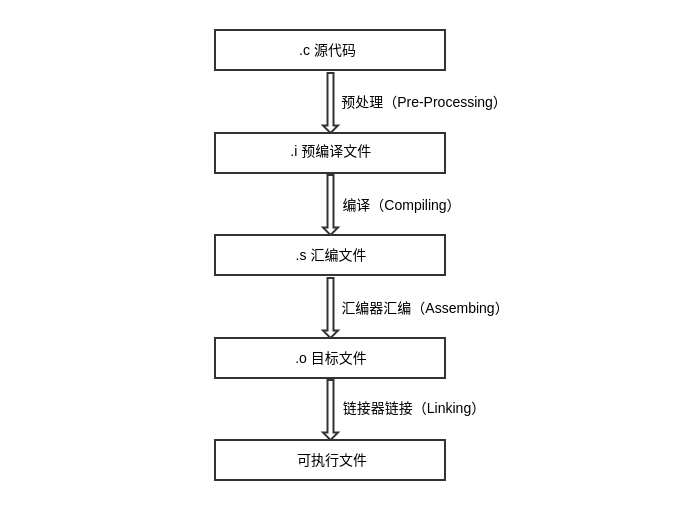 .c 源代码
预处理（Pre-Processing）
.i 预编译文件
编译（Compiling）
.s 汇编文件
汇编器汇编（Assembing）
.o 目标文件
链接器链接（Linking）
可执行文件